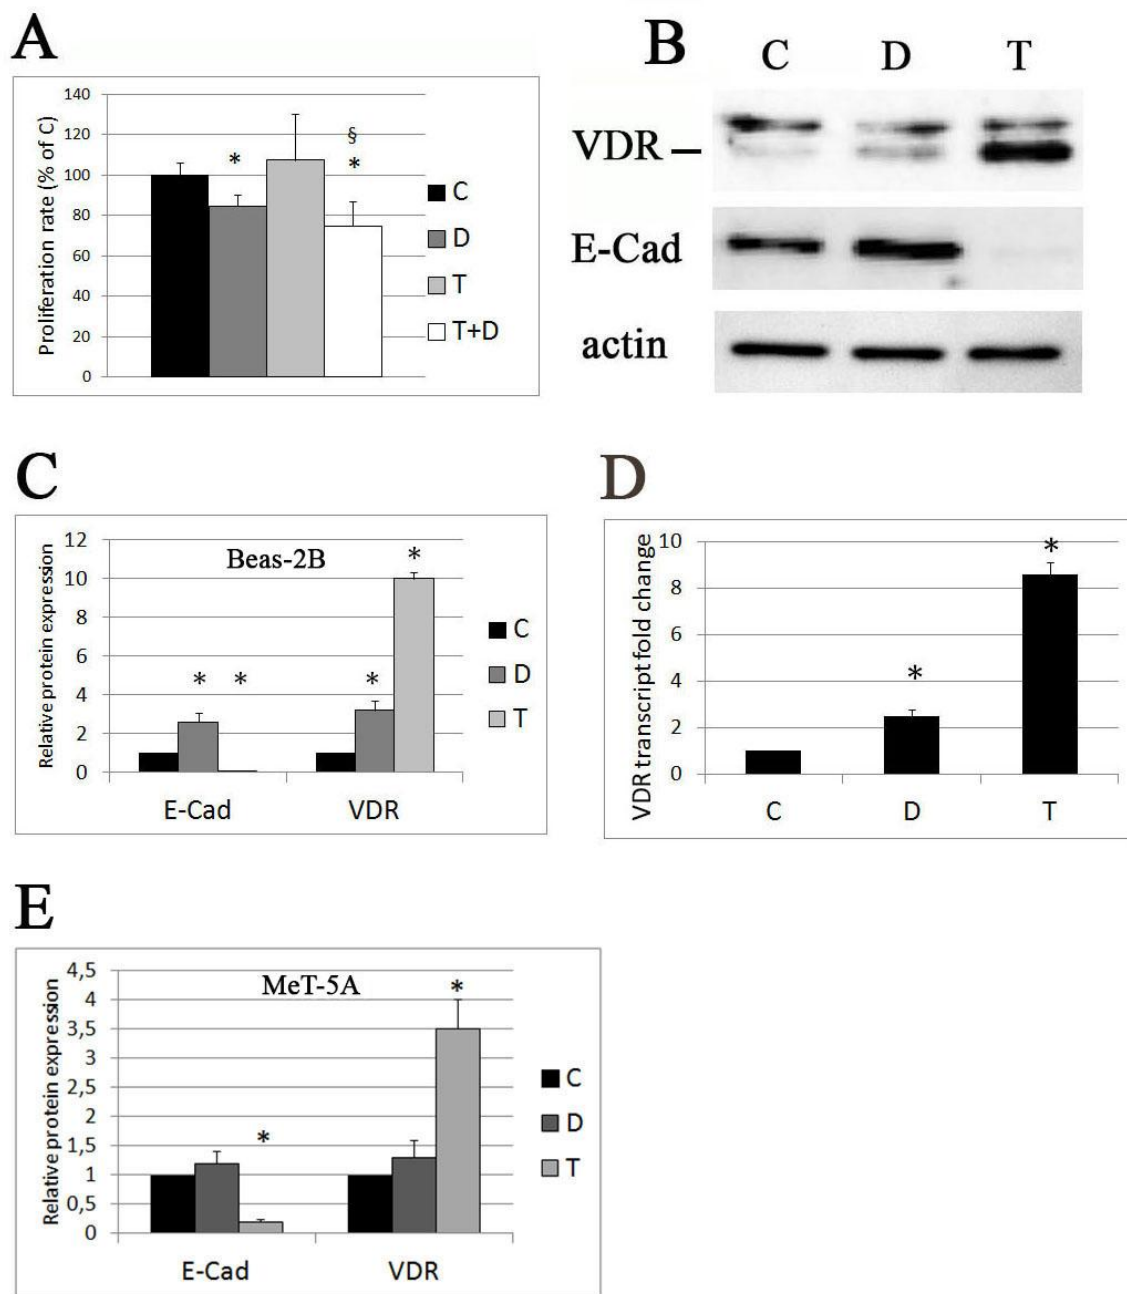 A
Proliferation rate (% of C)
140
120
100
80
60
40
20
0
*
§
*
C
D
T
T+D
B
C D T
VDR
E-Cad
actin
C
Relative protein expression
12
10
8
6
4
2
0
Beas-2B
* * * *
E-Cad VDR
C
D
T
D
VDR transcript fold change
10
8
6
4
2
0
* *
C D T
E
Relative protein expression
4,5
4
3,5
3
2,5
2
1,5
1
0,5
0
MeT-5A
* *
E-Cad VDR
C
D
T